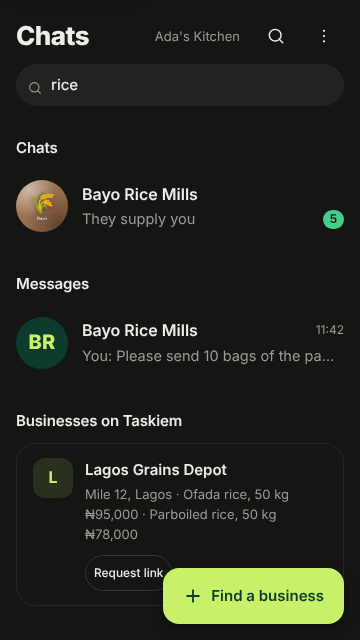 Chats
Ada's Kitchen
rice
Chats
Bayo Rice Mills
They supply you
5
Messages
BR
Bayo Rice Mills
11:42
You: Please send 10 bags of the pa...
Businesses on Taskiem
L
Lagos Grains Depot
Mile 12, Lagos · Ofada rice, 50 kg
₦95,000 · Parboiled rice, 50 kg
₦78,000
Request link
Find a business